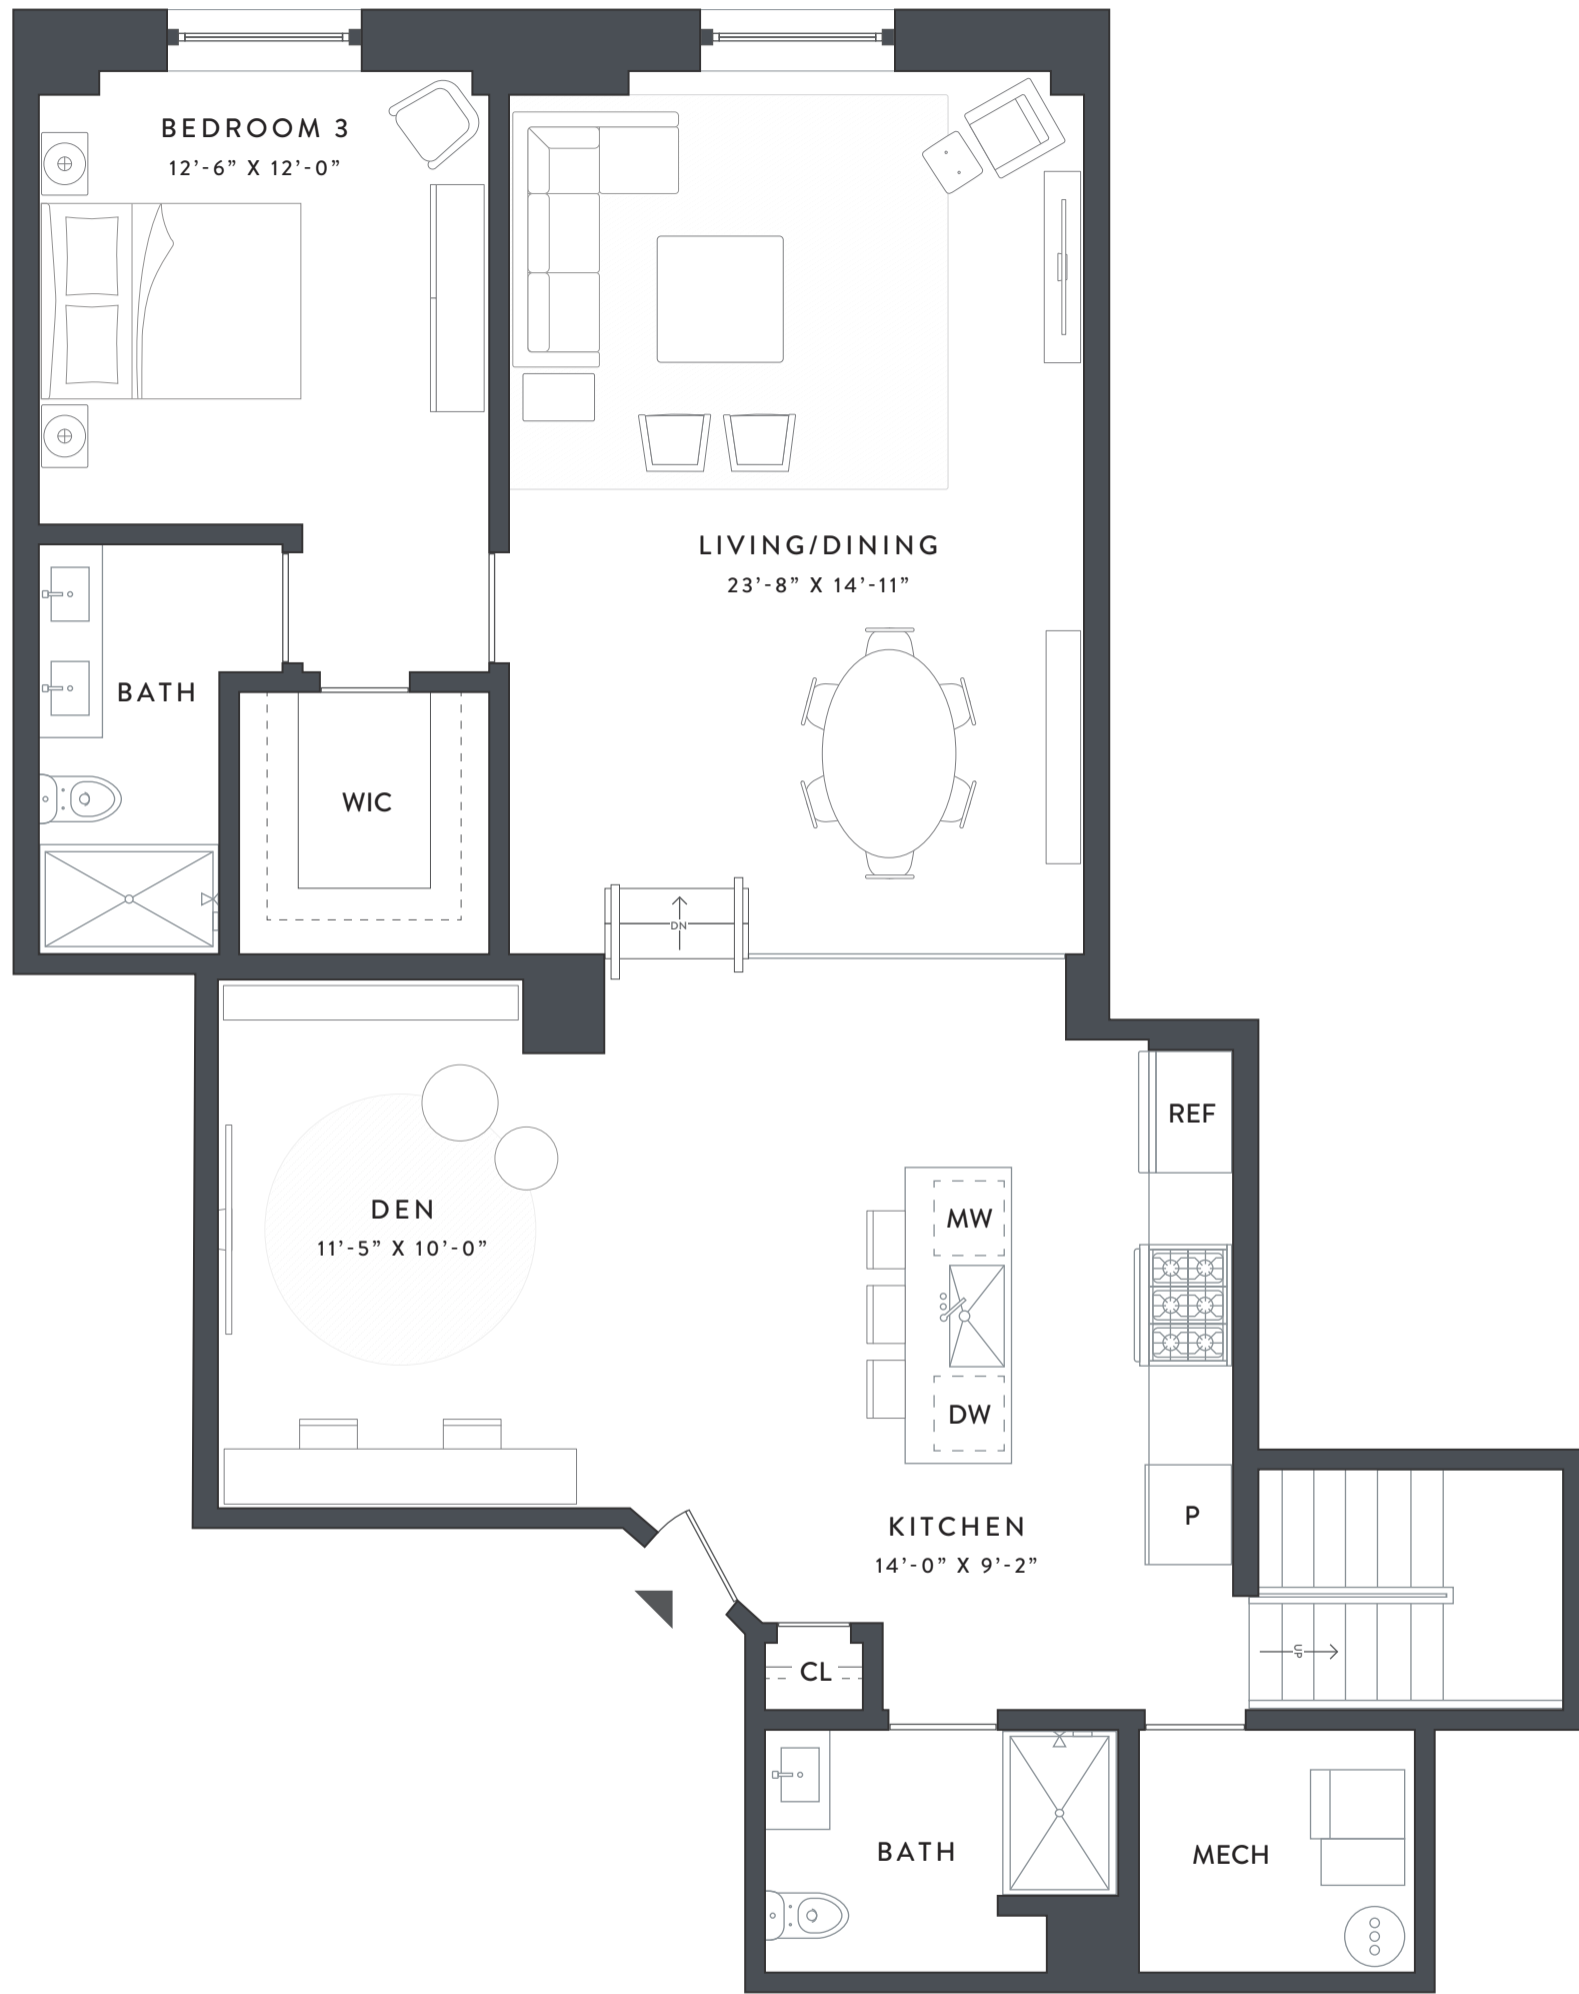 BEDROOM 3
12’-6” X 12’-0”
LIVING/DINING
23’-8” X 14’-11”
BATH
WIC
DN
REF
DEN
11’-5” X 10’-0”
MW
DW
P
KITCHEN
14’-0” X 9’-2”
UP
CL
BATH
MECH